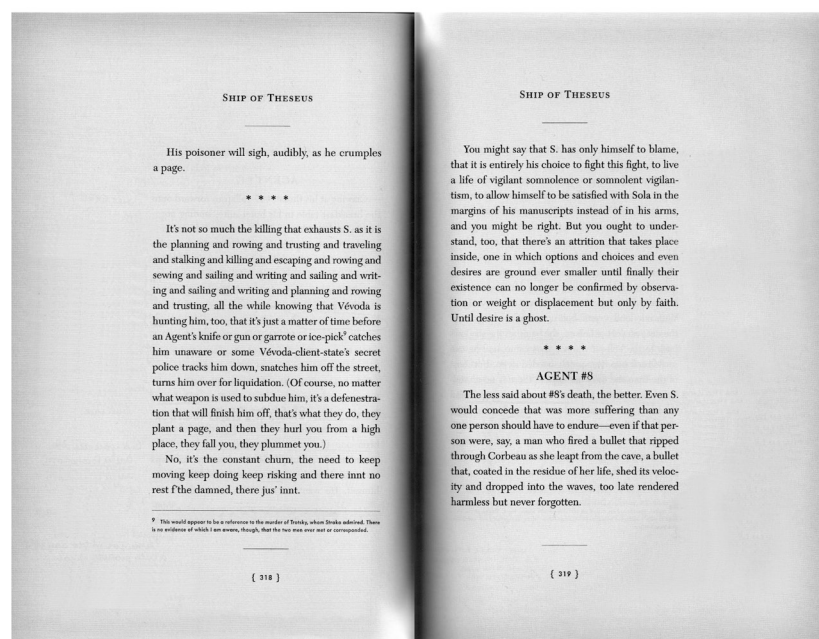 SHIP OF THESEUS
His poisoner will sigh, audibly, as he crumples
a page.
* * * *
It's not so much the killing that exhausts S. as it is
the planning and rowing and trusting and traveling
and stalking and killing and escaping and rowing and
sewing and sailing and writing and sailing and writ-
ing and sailing and writing and planning and rowing
and trusting, all the while knowing that Vévoda is
hunting him, too, that it's just a matter of time before
an Agent's knife or gun or garrote or ice-pick⁹ catches
him unaware or some Vévoda-client-state's secret
police tracks him down, snatches him off the street,
turns him over for liquidation. (Of course, no matter
what weapon is used to subdue him, it's a defenestra-
tion that will finish him off, that's what they do, they
plant a page, and then they hurl you from a high
place, they fall you, they plummet you.)
No, it's the constant churn, the need to keep
moving keep doing keep risking and there innt no
rest f'the damned, there jus' innt.
9 This would appear to be a reference to the murder of Trotsky, whom Straka admired. There
is no evidence of which I am aware, though, that the two men ever met or corresponded.
{ 318 }
SHIP OF THESEUS
You might say that S. has only himself to blame,
that it is entirely his choice to fight this fight, to live
a life of vigilant somnolence or somnolent vigilan-
tism, to allow himself to be satisfied with Sola in the
margins of his manuscripts instead of in his arms,
and you might be right. But you ought to under-
stand, too, that there's an attrition that takes place
inside, one in which options and choices and even
desires are ground ever smaller until finally their
existence can no longer be confirmed by observa-
tion or weight or displacement but only by faith.
Until desire is a ghost.
* * * *
AGENT #8
The less said about #8's death, the better. Even S.
would concede that was more suffering than any
one person should have to endure—even if that per-
son were, say, a man who fired a bullet that ripped
through Corbeau as she leapt from the cave, a bullet
that, coated in the residue of her life, shed its veloc-
ity and dropped into the waves, too late rendered
harmless but never forgotten.
{ 319 }